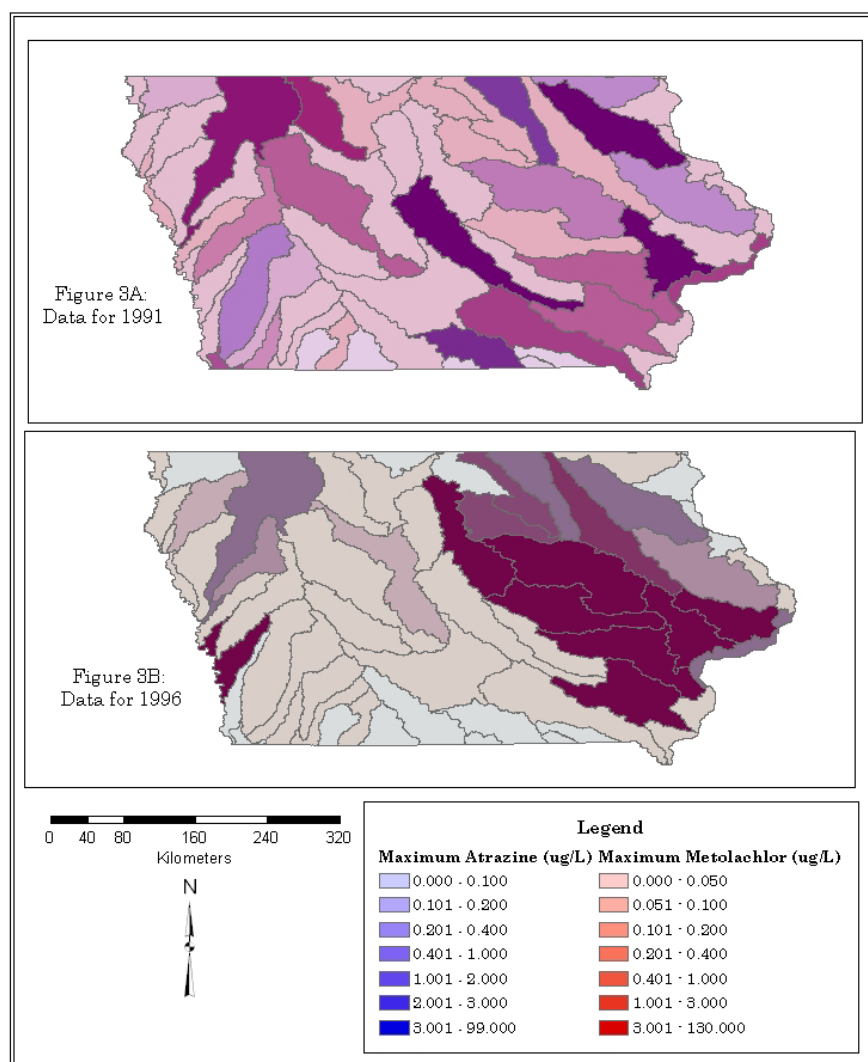 Figure 3A:
Data for 1991
Figure 3B:
Data for 1996
0 40 80 160 240 320
Kilometers
N
Legend
Maximum Atrazine (ug/L) Maximum Metolachlor (ug/L)
0.000 - 0.100 0.000 - 0.050
0.101 - 0.200 0.051 - 0.100
0.201 - 0.400 0.101 - 0.200
0.401 - 1.000 0.201 - 0.400
1.001 - 2.000 0.401 - 1.000
2.001 - 3.000 1.001 - 3.000
3.001 - 99.000 3.001 - 130.000